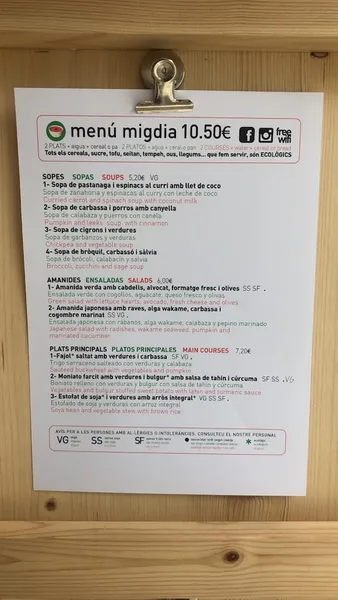 menú migdia 10.50€
free wifi
2 PLATS + aigua + cereal o pa 2 PLATOS + agua + cereal o pan 2 COURSES + water + cereal or bread
Tots els cereals, sucre, tofu, seitan, tempeh, ous, llegums... que fem servir, són ECOLÒGICS
SOPES SOPAS SOUPS 5,20€ VG
1- Sopa de pastanaga i espinacs al curri amb llet de coco
Sopa de zanahoria y espinacas al curry con leche de coco
Curried carrot and spinach soup with coconut milk
2- Sopa de carbassa i porros amb canyella
Sopa de calabaza y puerros con canela
Pumpkin and leeks soup with cinnamon
3- Sopa de cigrons i verdures
Sopa de garbanzos y verduras
Chickpea and vegetable soup
4- Sopa de bròquil, carbassó i sàlvia
Sopa de brócoli, calabacín y salvia
Broccoli, zucchini and sage soup
AMANIDES ENSALADAS SALADS 6,00€
1- Amanida verda amb cabdells, alvocat, formatge fresc i olives SS SF .
Ensalada verde con cogollos, aguacate, queso fresco y olivas
Green salad with lettuce hearts, avocado, fresh cheese and olives
2- Amanida japonesa amb raves, alga wakame, carbassa i
cogombre marinat SS VG .
Ensalada japonesa con rábanos, alga wakame, calabaza y pepino marinado
Japanese salad with radishes, wakame seaweed, pumpkin and
marinated cucumber
PLATS PRINCIPALS PLATOS PRINCIPALES MAIN COURSES 7,20€
1-Fajol* saltat amb verdures i carbassa SF VG .
Trigo sarraceno salteado con verduras y calabaza
Sauteed buckwheat with vegetables and pumpkin
2- Moniato farcit amb verdures i bulgur* amb salsa de tahin i cúrcuma SF SS . VG
Boniato relleno con verduras y bulgur con salsa de tahín y cúrcuma
Vegetables and bulgur stuffed sweet potato with tahin and turmeric sauce
3- Estofat de soja* i verdures amb arròs integral* VG SS SF .
Estofado de soja y verduras con arroz integral
Soya bean and vegetable stew with brown rice
AVÍS PER A LES PERSONES AMB AL·LÈRGIES O INTOLERÀNCIES. CONSULTEU EL NOSTRE PERSONAL
VG SS SF